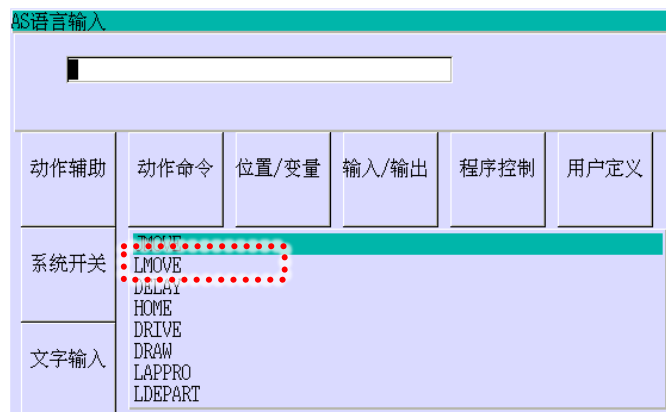 AS语言输入
动作辅助 动作命令 位置/变量 输入/输出 程序控制 用户定义
系统开关
文字输入
JMOVE
LMOVE
DELAY
HOME
DRIVE
DRAW
LAPPRO
LDEPART